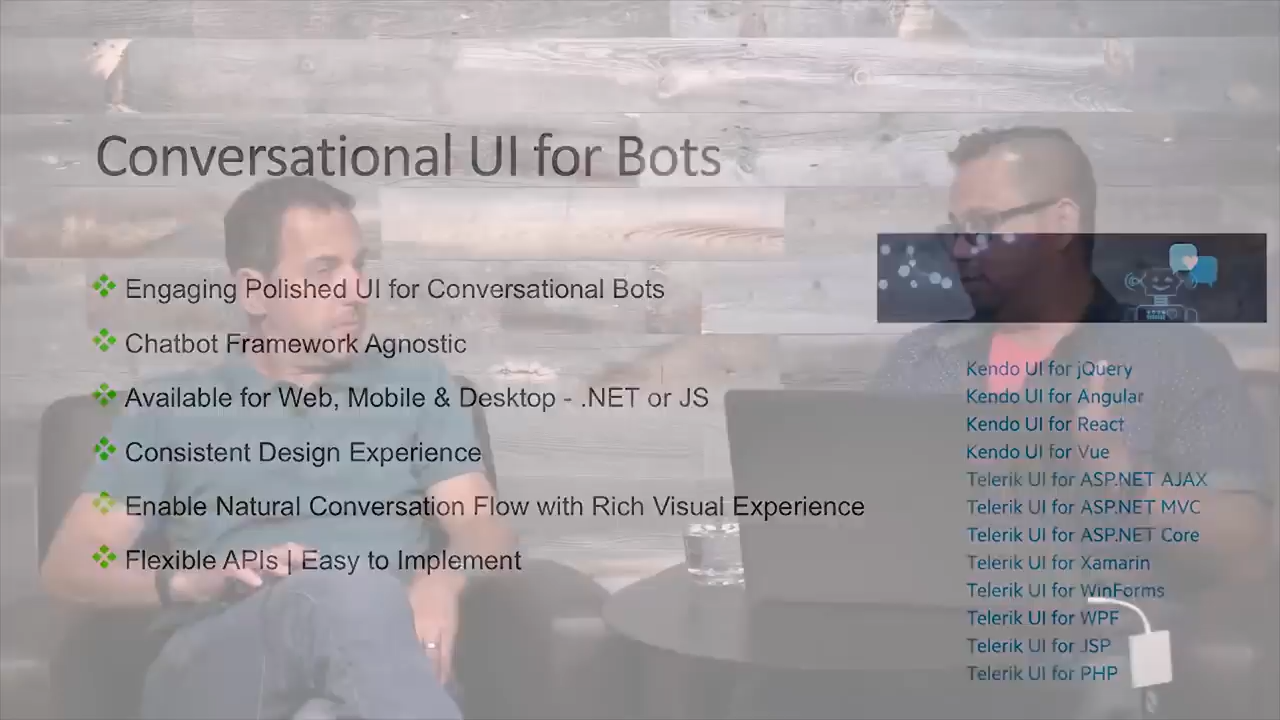 Conversational UI for Bots
Engaging Polished UI for Conversational Bots
Chatbot Framework Agnostic
Available for Web, Mobile & Desktop - .NET or JS
Consistent Design Experience
Enable Natural Conversation Flow with Rich Visual Experience
Flexible APIs | Easy to Implement
Kendo UI for jQuery
Kendo UI for Angular
Kendo UI for React
Kendo UI for Vue
Telerik UI for ASP.NET AJAX
Telerik UI for ASP.NET MVC
Telerik UI for ASP.NET Core
Telerik UI for Xamarin
Telerik UI for WinForms
Telerik UI for WPF
Telerik UI for JSP
Telerik UI for PHP